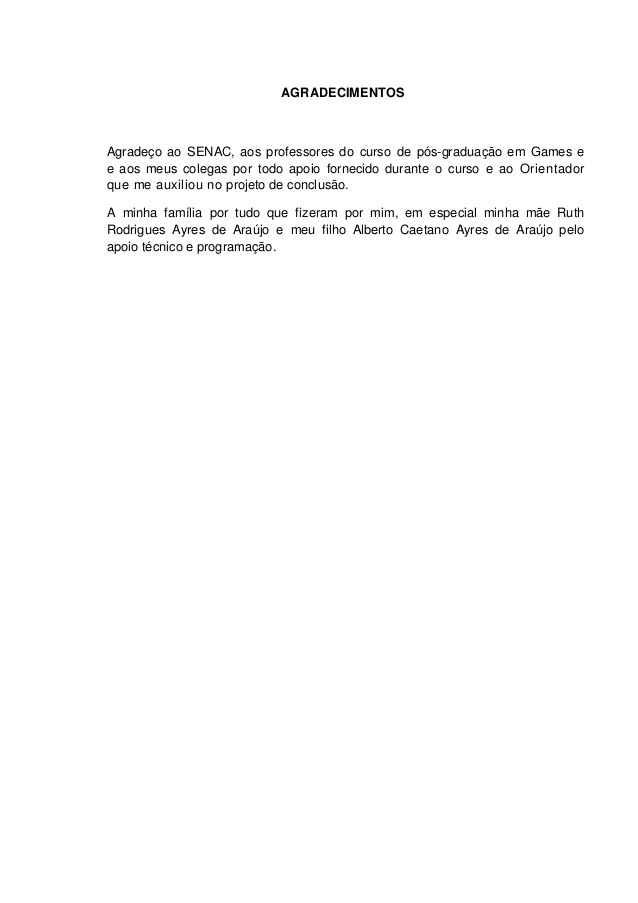 AGRADECIMENTOS
Agradeço ao SENAC, aos professores do curso de pós-graduação em Games e
e aos meus colegas por todo apoio fornecido durante o curso e ao Orientador
que me auxiliou no projeto de conclusão.
A minha família por tudo que fizeram por mim, em especial minha mãe Ruth
Rodrigues Ayres de Araújo e meu filho Alberto Caetano Ayres de Araújo pelo
apoio técnico e programação.